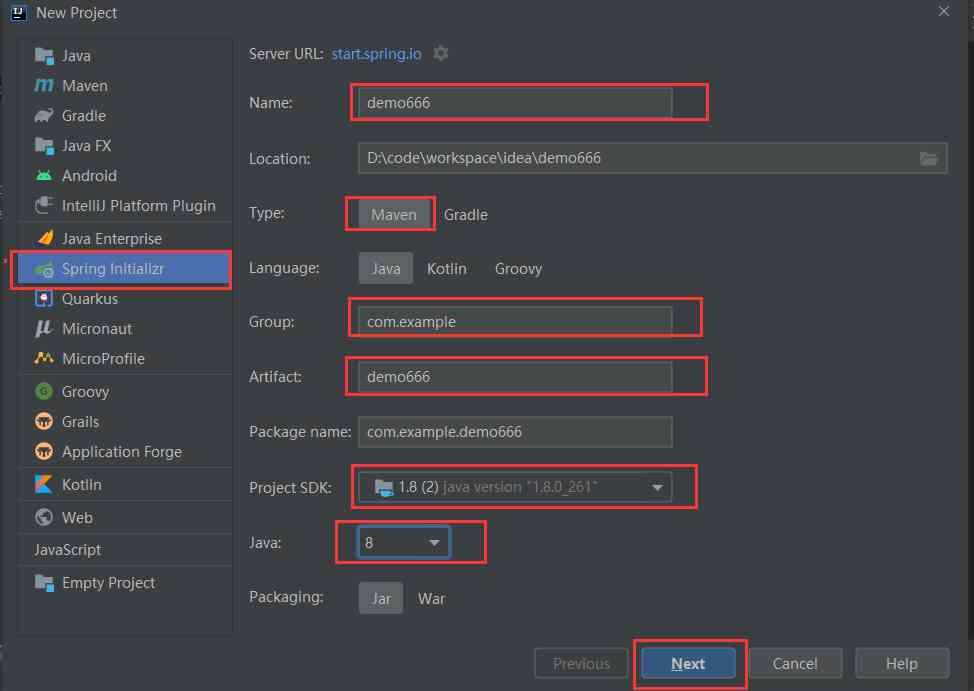 New Project
Java
Maven
Gradle
Java FX
Android
IntelliJ Platform Plugin
Java Enterprise
Spring Initializr
Quarkus
Micronaut
MicroProfile
Groovy
Grails
Application Forge
Kotlin
Web
JavaScript
Empty Project
Server URL: start.spring.io
Name: demo666
Location: D:\code\workspace\idea\demo666
Type: Maven Gradle
Language: Java Kotlin Groovy
Group: com.example
Artifact: demo666
Package name: com.example.demo666
Project SDK: 1.8 (2) java version "1.8.0_261"
Java: 8
Packaging: Jar War
Previous Next Cancel Help